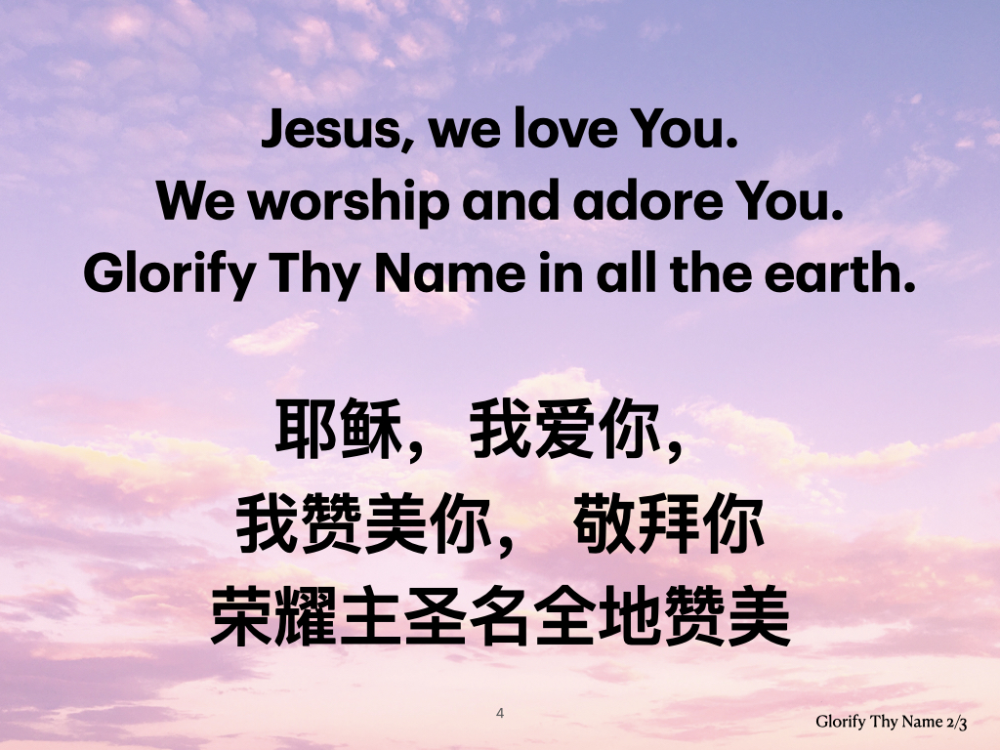 Jesus, we love You.
We worship and adore You.
Glorify Thy Name in all the earth.
耶稣，我爱你，
我赞美你， 敬拜你
荣耀主圣名全地赞美
4
Glorify Thy Name 2/3